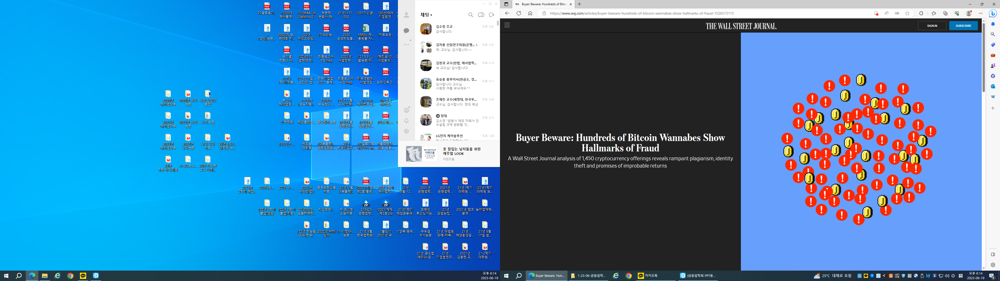 20글로벌기...
(1)2019
해사통계...
(1)LMAA UK
Statistics-2...
박문학
변호사-해...
21년1111...
ESG
(201712)금...
(20년0909
기업법연...
3.
(양식)논문...
200205_보...
현대화 지...
(20년
여성교수임...
(이슈와논...
2020
운크타드통...
KMOU-재...
충원률 자...
(자료보완...
국가별
코로나 바...
(22년011...
법학연구)...
최종보고서-
5장.hwp
2021년
사법정책...
('21.5.31_...
발표문)자...
(해진공)선...
시장분석...
(17년
1학기)자본...
(211211일...
교간의 법...
한국기업법...
2021 동계...
최종보고서-
4장.hwp
미국연방대...
사법연감
1
온라인투고...
2020년
해사법학부
2020년 나의
논문
나의 강의안
종합
부산시
해사법원...
191209
(보도자료)...
200305
보도참고_...
(21년11월...
교수)선체...
4.(1115)
해사전문법...
UK 영국
해사법...
2021년
해사법학부
2021년 나의
논문
나의 논문
신탁학회
해양플랜트...
중요심사논문
(21년4월
은행법학...
(21년4월
은행법학...
(이슈와논...
2022년
해사법학부
2022년
나의논문
나의 강의
자료
22년-1&2...
대학원 논...
(2022년-...
해조음
영화평
(내부통제)...
은행법학회...
22년
헌법신임교...
(1)딜로이트
여성이사-in...
자율주행자...
38호 웹용...
22년
6권-바다와법
21-22금소...
22년 안수현
교수 미지...
2021년
2학기 해양...
21년4권-...
22년-41-...
2021년
바다와법V
중국유학생용
자료
21년11월
내부통제(...
(2021)기업...
제2호(통권...
21년 2학기
해사법학...
21년
10월-12...
2021년
은행법학...
2021년
은행법학...
21년1학기
대학원 ...
(21년1학기
대학원 보...
(22년 1학기
졸업)밍빙
(22년 1학기
졸업)지란
22년0819...
공동하계학...
자오펭주(...
처 권선희
소송자료
210423
은행법학...
(2021)게재...
제2호.zip
21년1학기
해양금융세...
최현민
투고심사논...
(21년
외법논집 ...
2021년 캠코
용역
농어업재해...
(22년 최승필
교수)한국...
2022년 MTN
심사
(1-1)정대-...
논문
21년 8월
한국법학회...
(붙임1)
2021년 국...
1(양욱)중국...
주우결
석사논문
21년 대법원
판례-저축...
21년
해양환경공...
21년 8월
17일 법...
21년 금소법
세미나(은...
21년
기업법연구...
2021년
김동련 교...
21-2학기
대학원 ...
채팅
김소정 조교
오후 5:42
감사합니다.
김자봉 선임연구위원(은행... 6
오후 5:32
예. 교수님, 감사합니다~~
김현귀 교수(헌법, 해사법학...
오후 4:19
네 교수님! 감사합니다!
유승동 총무이사(한금소, 경...
오후 4:11
감사합니다 교수님
시원한 여름 보내세요^^
조재진 교수(세명대, 한국부...
오후 3:48
교수님, 감사합니다. 정대 배상
나 정대
오후 3:12
김소영 "금융사 해외 자회사 인
수설립 규제 완화할 것...
LG전자 케어솔루션
오후 1:08
옷 잘입는 남자들을 위한
캐주얼 LOOK
더맨즈올
WSJ Buyer Beware: Hundreds of Bitco
https://www.wsj.com/articles/buyer-beware-hundreds-of-bitcoin-wannabes-show-hallmarks-of-fraud-1526573115
THE WALL STREET JOURNAL.
SIGN IN
SUBSCRIBE
Buyer Beware: Hundreds of Bitcoin Wannabes Show
Hallmarks of Fraud
A Wall Street Journal analysis of 1,450 cryptocurrency offerings reveals rampant plagiarism, identity
theft and promises of improbable returns
오후 6:14
2023-06-19
Buyer Beware: Hun...
1-23-06-금융법학...
카카오톡
(금융법학회 PPT용...
25°C 대체로 흐림
오후 6:14
2023-06-19